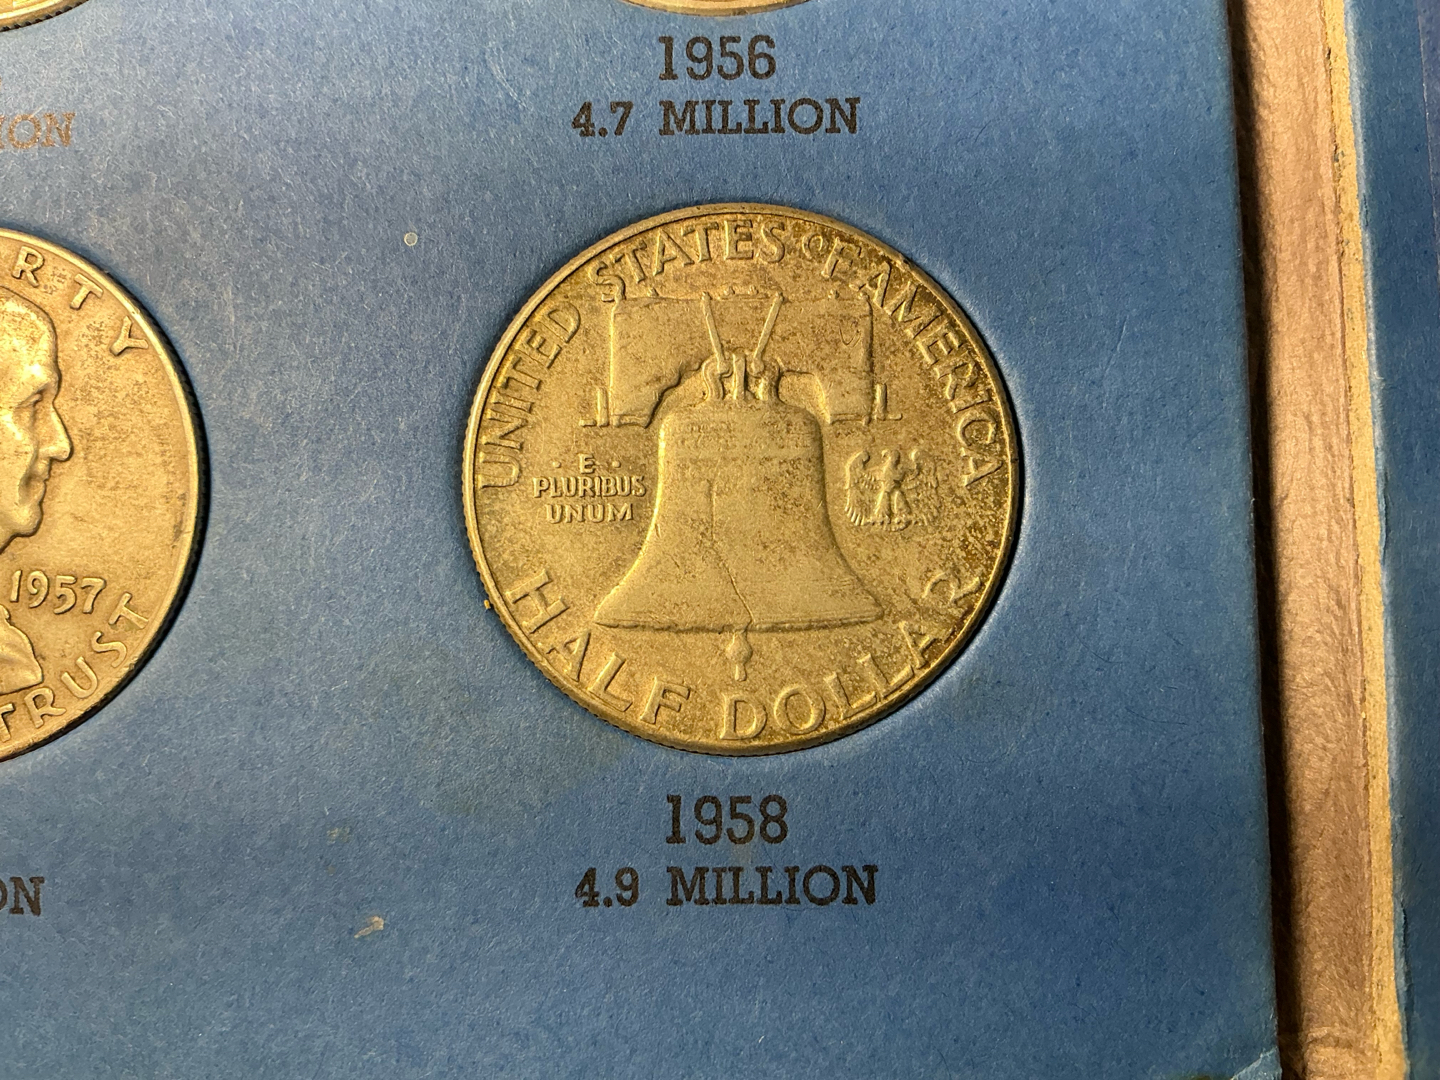 1956
4.7 MILLION
ION
RTY
1957
TRUST
UNITED STATES OF AMERICA
· E ·
PLURIBUS
UNUM
HALF DOLLAR
1958
4.9 MILLION
ON